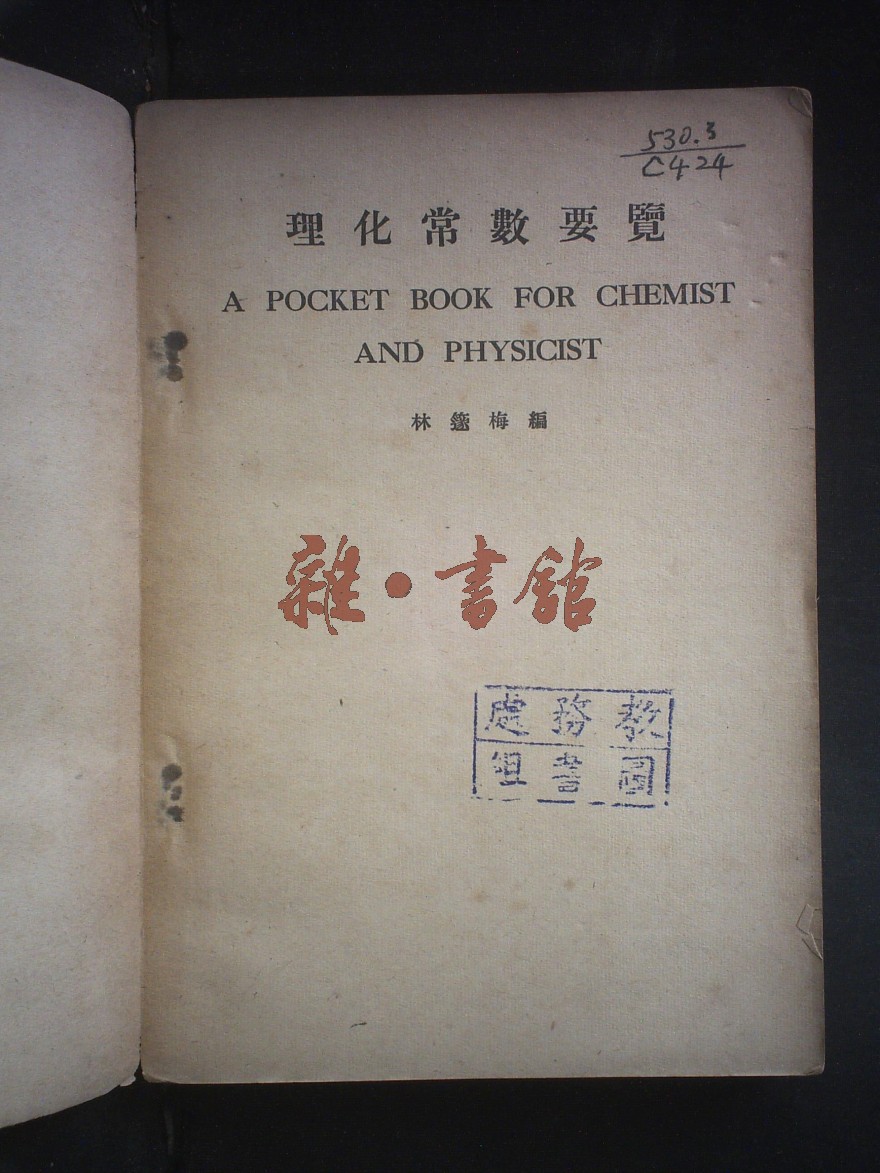 530.3
C424
理化常數要覽
A POCKET BOOK FOR CHEMIST
AND PHYSICIST
林 梅編
雜·書館
教務處
圖書組